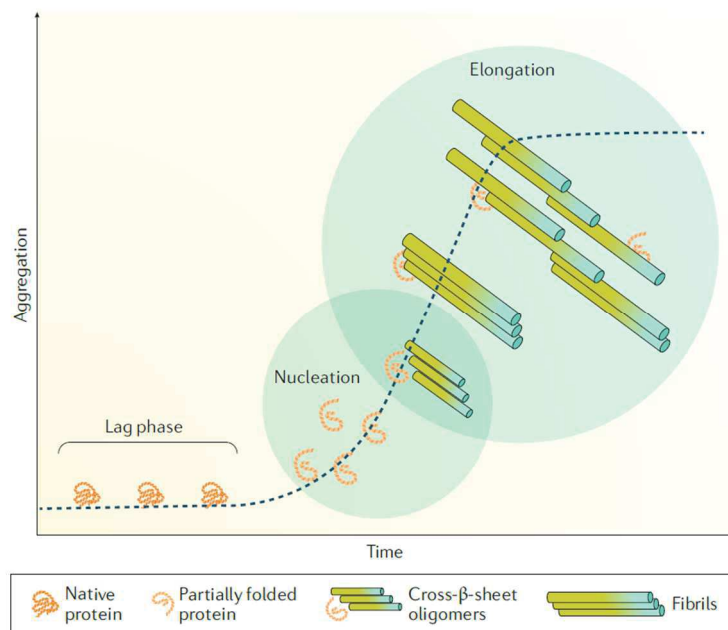 Elongation
Aggregation
Nucleation
Lag phase
Time
Native
protein
Partially folded
protein
Cross-β-sheet
oligomers
Fibrils